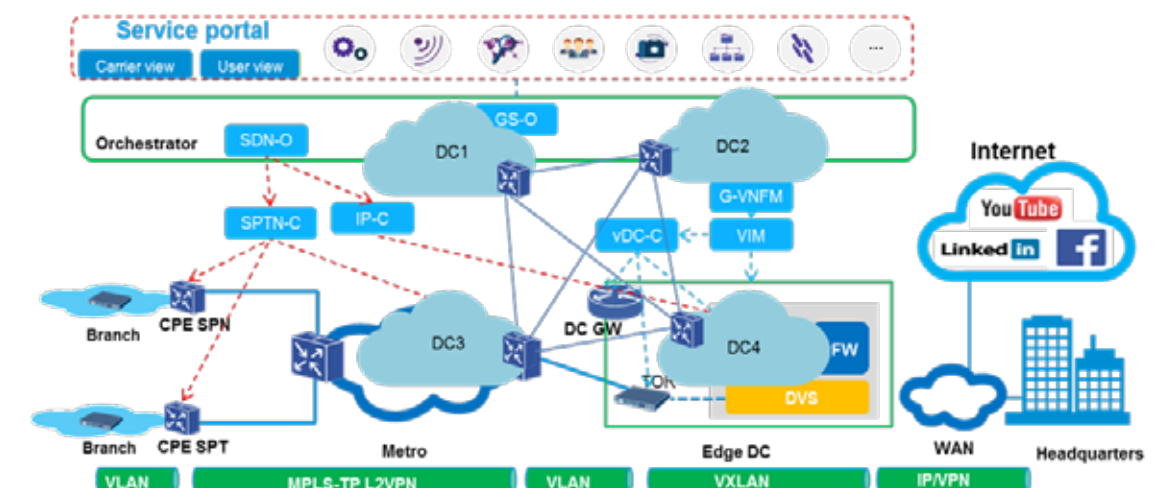 Service portal
Carrier view
User view
...
Orchestrator
SDN-O
GS-O
DC1
DC2
Internet
You Tube
Linked in
f
SPTN-C
IP-C
G-VNFM
vDC-C
VIM
Branch
CPE SPN
DC GW
DC3
DC4
FW
TOR
DVS
Branch
CPE SPT
Metro
Edge DC
WAN
Headquarters
VLAN
MPLS-TP L2VPN
VLAN
VXLAN
IP/VPN